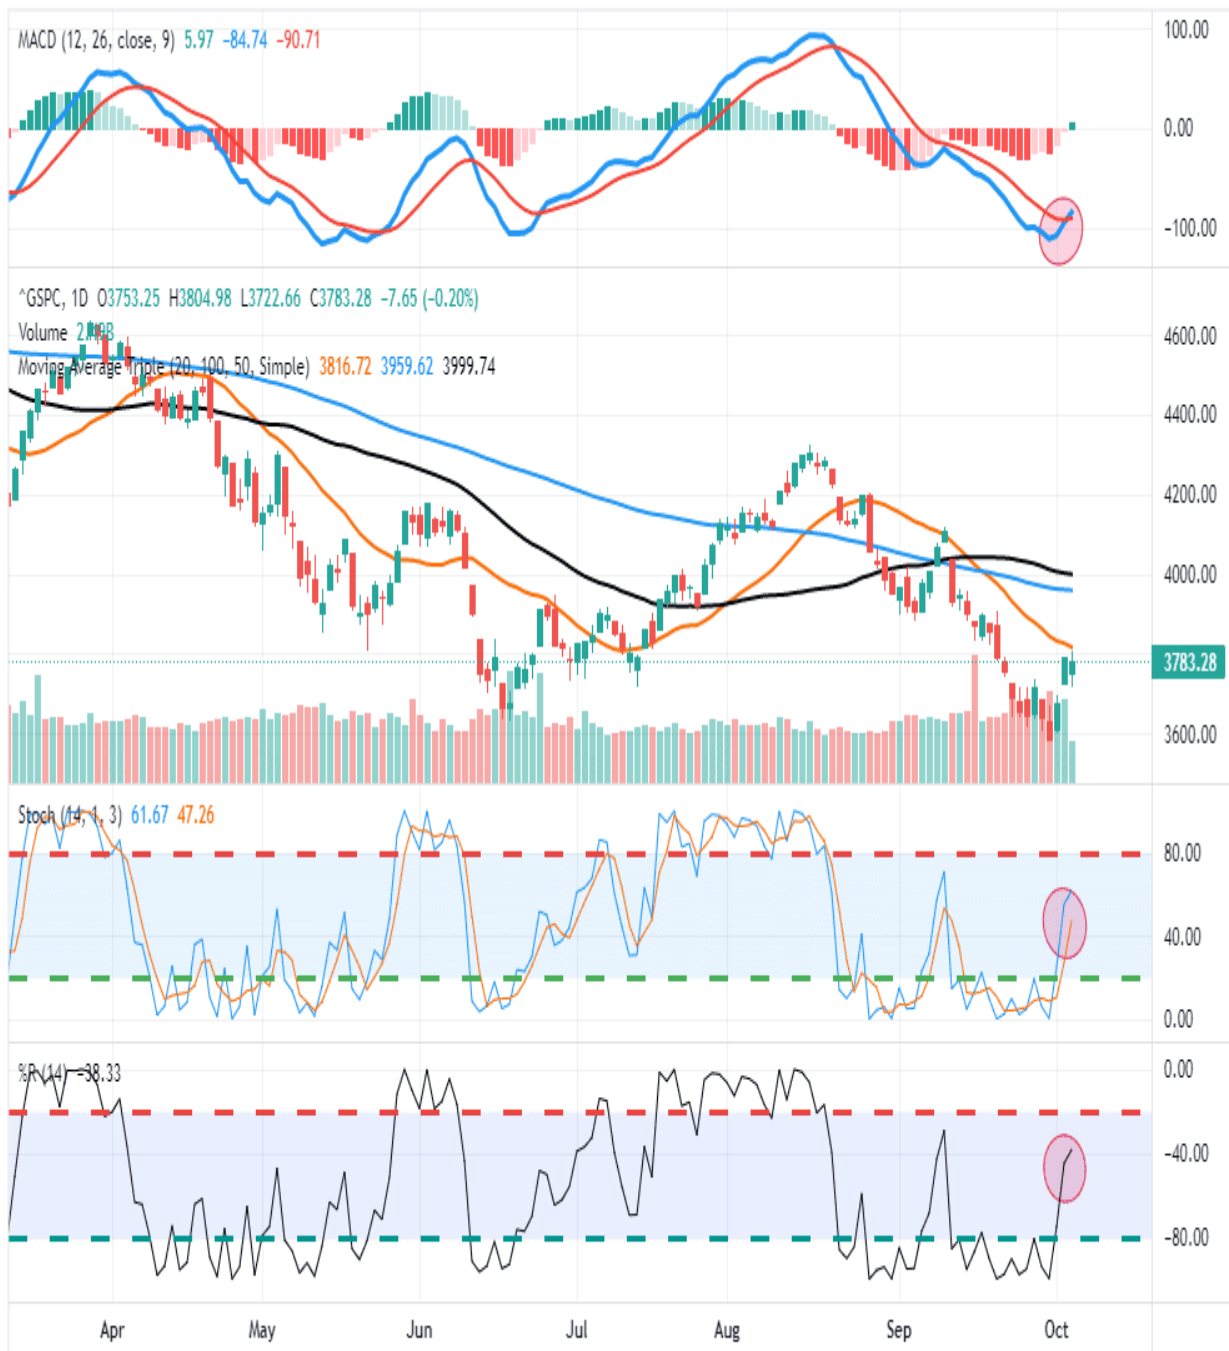 MACD (12, 26, close, 9) 5.97 −84.74 −90.71
100.00
0.00
−100.00
^GSPC, 1D O3753.25 H3804.98 L3722.66 C3783.28 −7.65 (−0.20%)
Volume
4600.00
Moving Average Triple (20, 100, 50, Simple) 3816.72 3959.62 3999.74
4400.00
4200.00
4000.00
3783.28
3600.00
Stoch (14, 1, 3) 61.67 47.26
80.00
40.00
0.00
%R (14) −38.33
0.00
−40.00
−80.00
Apr May Jun Jul Aug Sep Oct